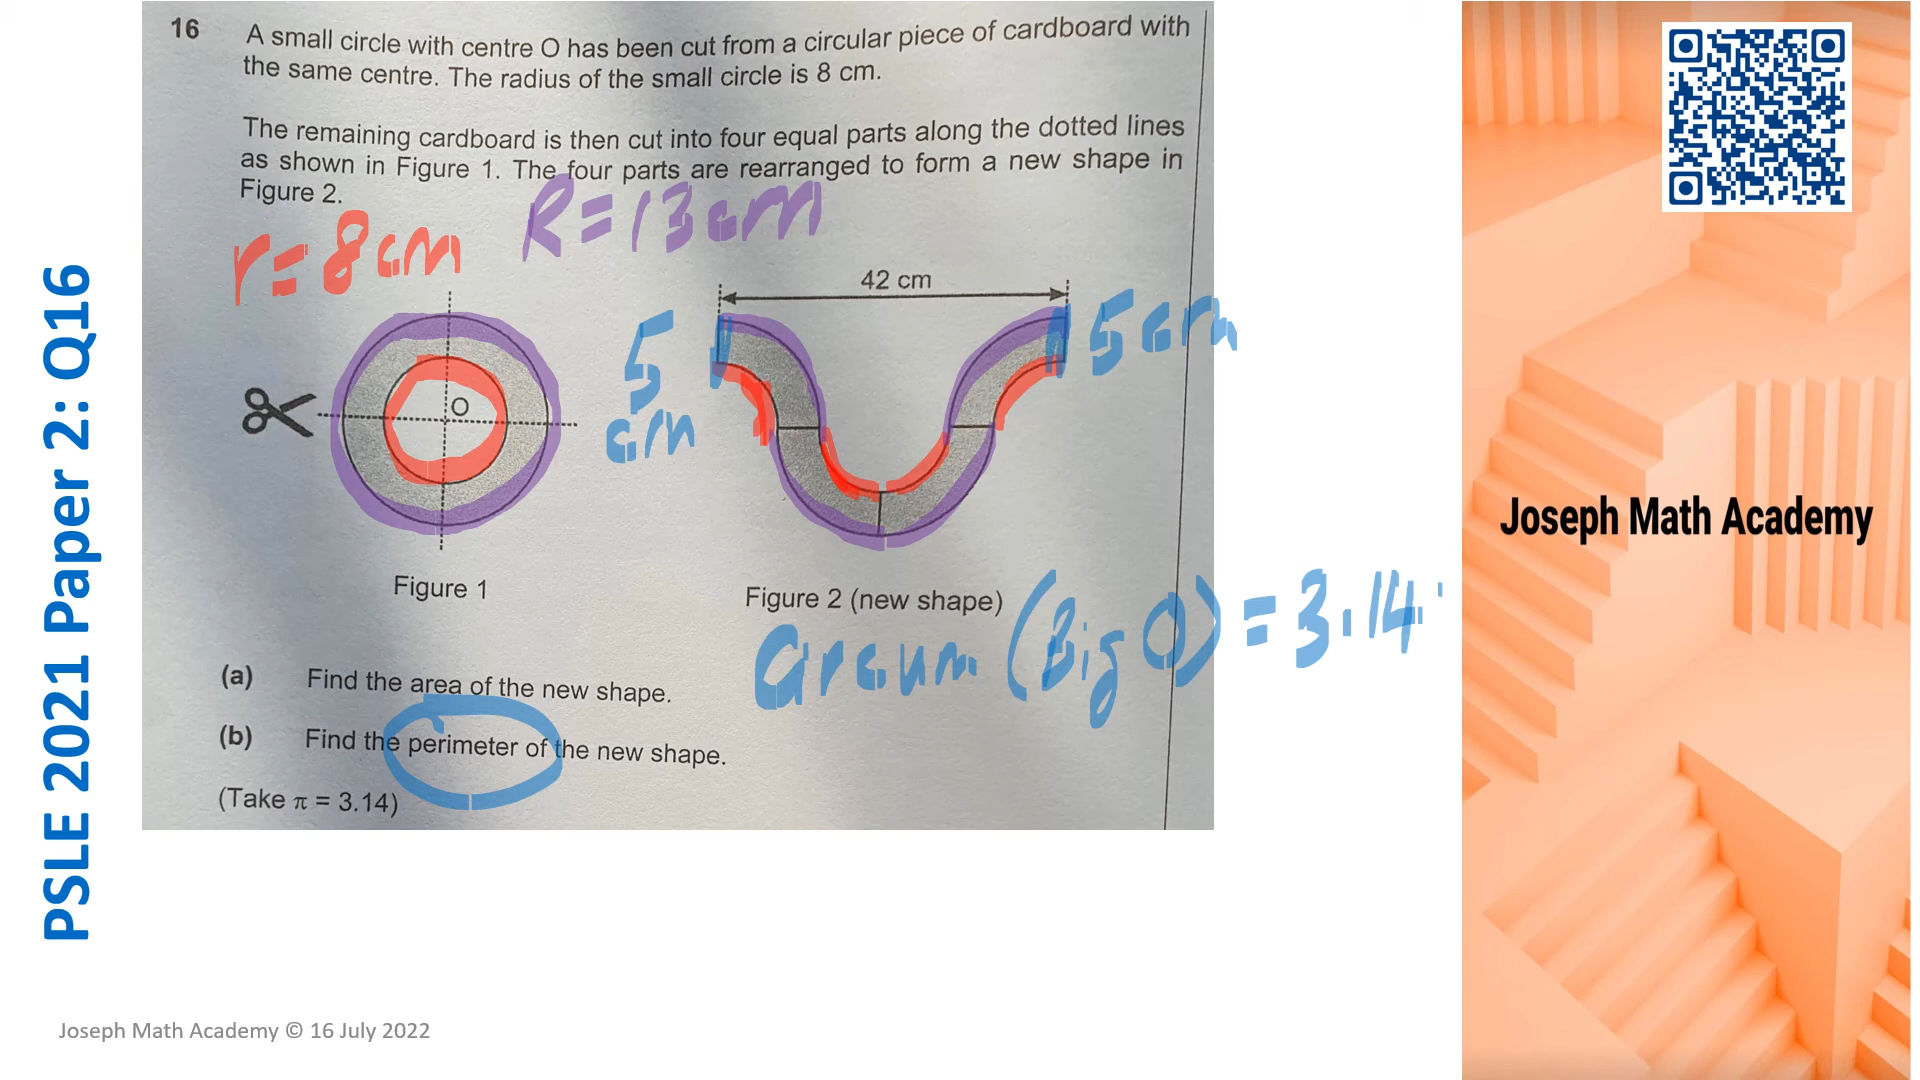 PSLE 2021 Paper 2: Q16
16 A small circle with centre O has been cut from a circular piece of cardboard with
the same centre. The radius of the small circle is 8 cm.
The remaining cardboard is then cut into four equal parts along the dotted lines
as shown in Figure 1. The four parts are rearranged to form a new shape in
Figure 2.
r=8cm
R=13cm
42 cm
5
cm
5cm
O
Figure 1
Figure 2 (new shape)
Circum (Big O) = 3.14
(a) Find the area of the new shape.
(b) Find the perimeter of the new shape.
(Take π = 3.14)
Joseph Math Academy
Joseph Math Academy © 16 July 2022